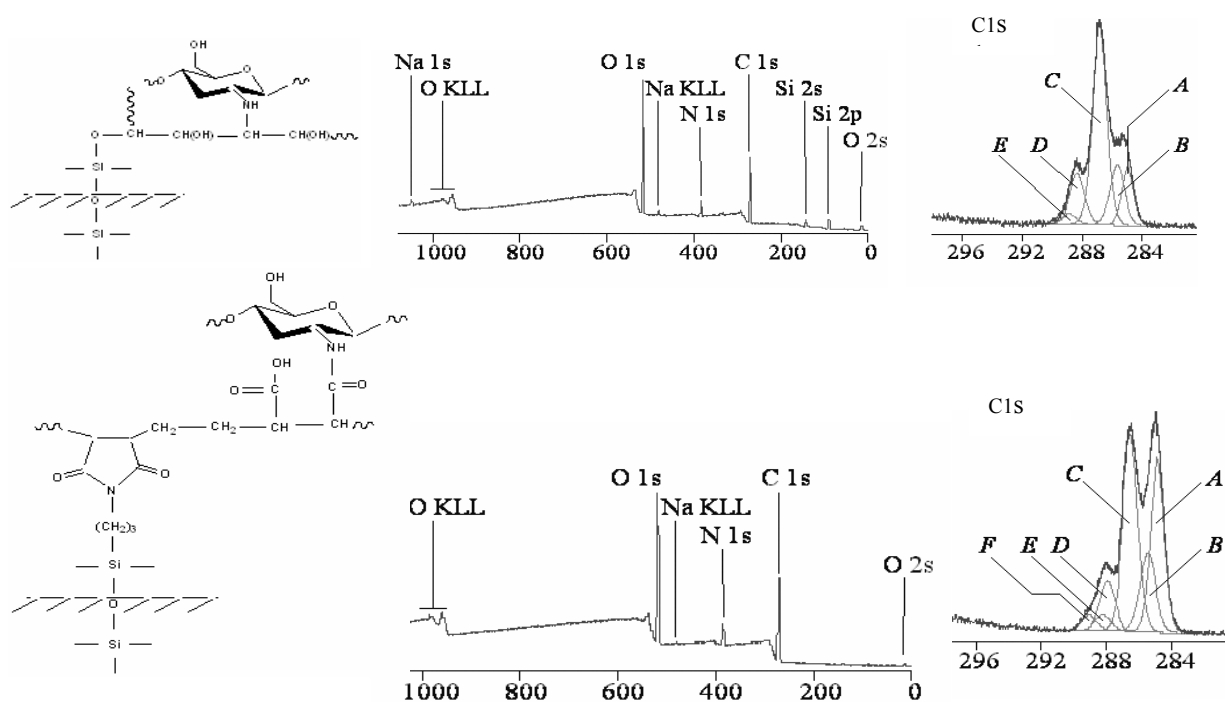 C1S
OH
O
O
NH
O CH CH(OH) CH CH(OH)
Si
O
Si
Na 1s
O KLL
O 1s
Na KLL
N 1s
C 1s
Si 2s
Si 2p
O 2s
1000 800 600 400 200 0
C
A
E D B
296 292 288 284
OH
O
O
NH
OH
O C C O
CH2 CH2 CH CH
O O
N
(CH2)3
Si
O
Si
O KLL
O 1s
Na KLL
N 1s
C 1s
O 2s
1000 800 600 400 200 0
C1S
C A
F E D B
296 292 288 284